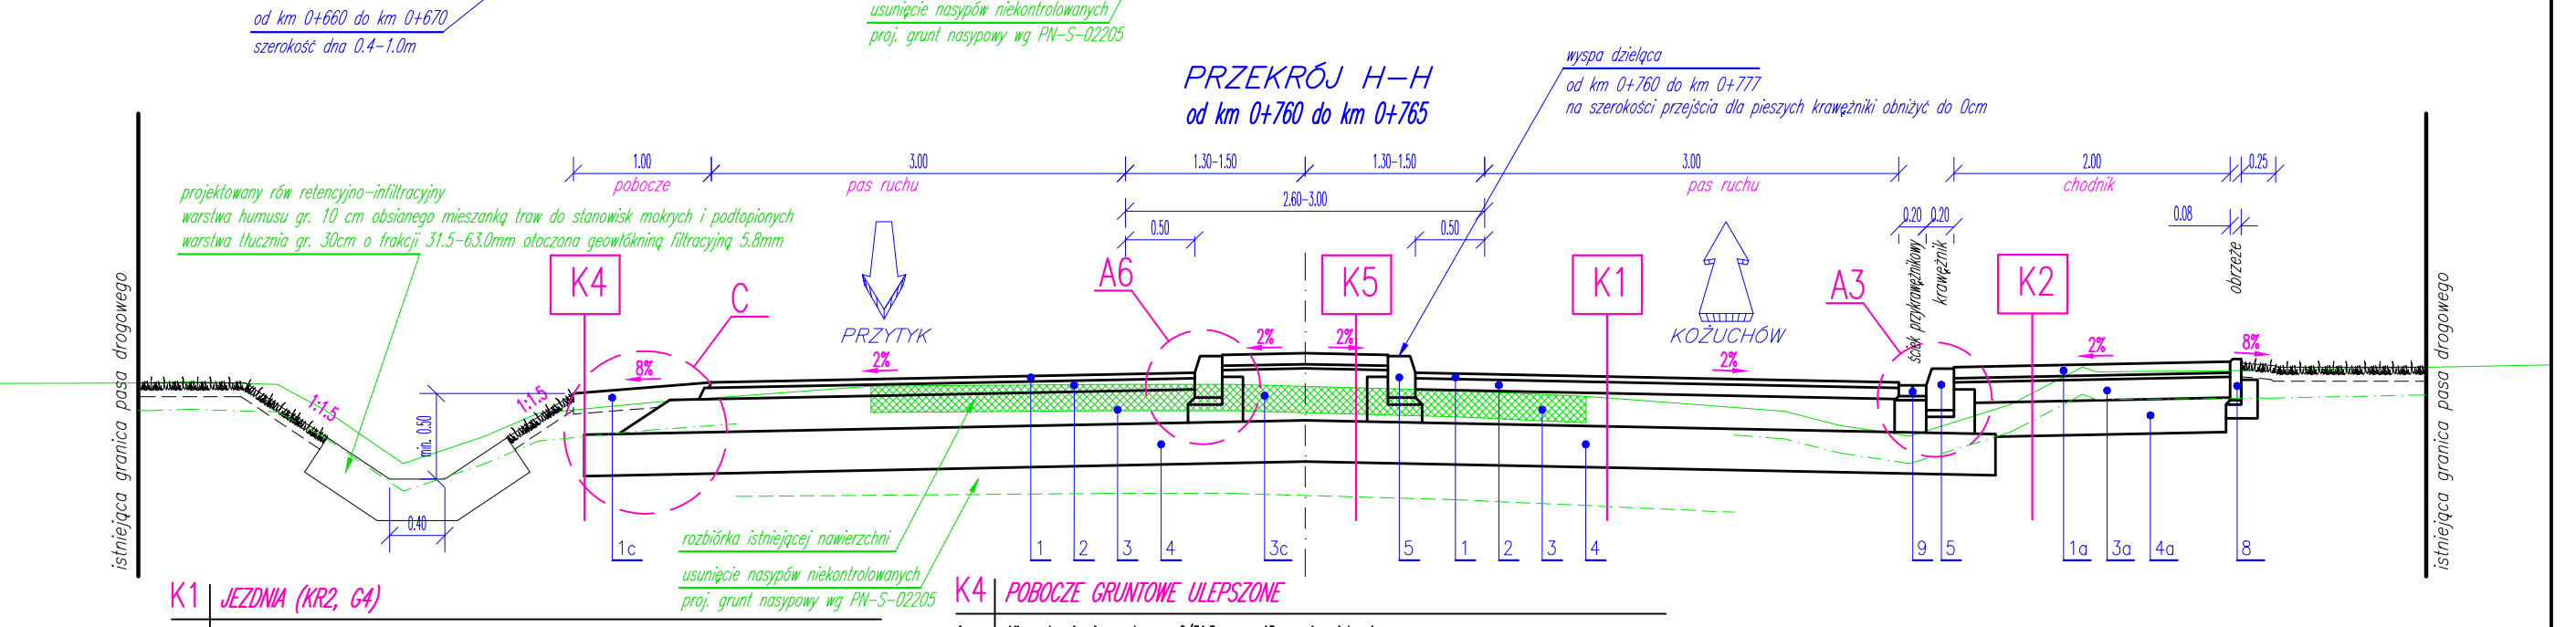 od km 0+660 do km 0+670
szerokość dna 0.4-1.0m
usunięcie nasypów niekontrolowanych
proj. grunt nasypowy wg PN-S-02205
PRZEKRÓJ H-H
od km 0+760 do km 0+765
wyspa dzieląca
od km 0+760 do km 0+777
na szerokości przejścia dla pieszych krawężniki obniżyć do 0cm
1.00
3.00
1.30-1.50
1.30-1.50
3.00
2.00
0.25
pobocze
pas ruchu
pas ruchu
chodnik
2.60-3.00
0.50
0.50
0.20
0.20
0.08
projektowany rów retencyjno-infiltracyjny
warstwa humusu gr. 10 cm obsianego mieszanką traw do stanowisk mokrych i podtopionych
warstwa tłucznia gr. 30cm o frakcji 31.5-63.0mm otoczona geowłókniną filtracyjną 5.8mm
istniejąca granica pasa drogowego
K4
C
A6
K5
K1
A3
K2
ściek przykrawężnikowy
krawężnik
obrzeże
istniejąca granica pasa drogowego
PRZYTYK
KOŻUCHÓW
1:1.5
1:1.5
8%
2%
2%
2%
2%
2%
8%
min. 0.50
0.40
1c
1
2
3
4
3c
5
1
2
3
4
9
5
1a
3a
4a
8
rozbiórka istniejącej nawierzchni
usunięcie nasypów niekontrolowanych
proj. grunt nasypowy wg PN-S-02205
K1 JEZDNIA (KR2, G4)
K4 POBOCZE GRUNTOWE ULEPSZONE